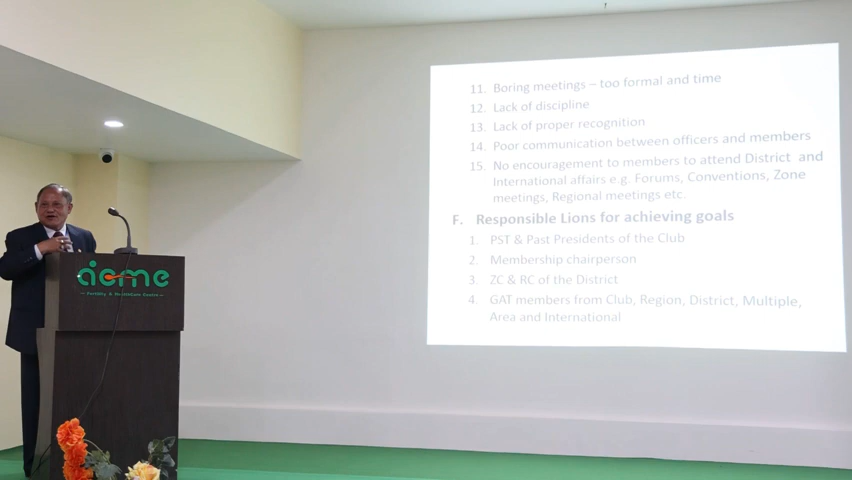 acme
Fertility & HealthCare Centre
11. Boring meetings – too formal and time
12. Lack of discipline
13. Lack of proper recognition
14. Poor communication between officers and members
15. No encouragement to members to attend District and
International affairs e.g. Forums, Conventions, Zone
meetings, Regional meetings etc.
F. Responsible Lions for achieving goals
1. PST & Past Presidents of the Club
2. Membership chairperson
3. ZC & RC of the District
4. GAT members from Club, Region, District, Multiple,
Area and International